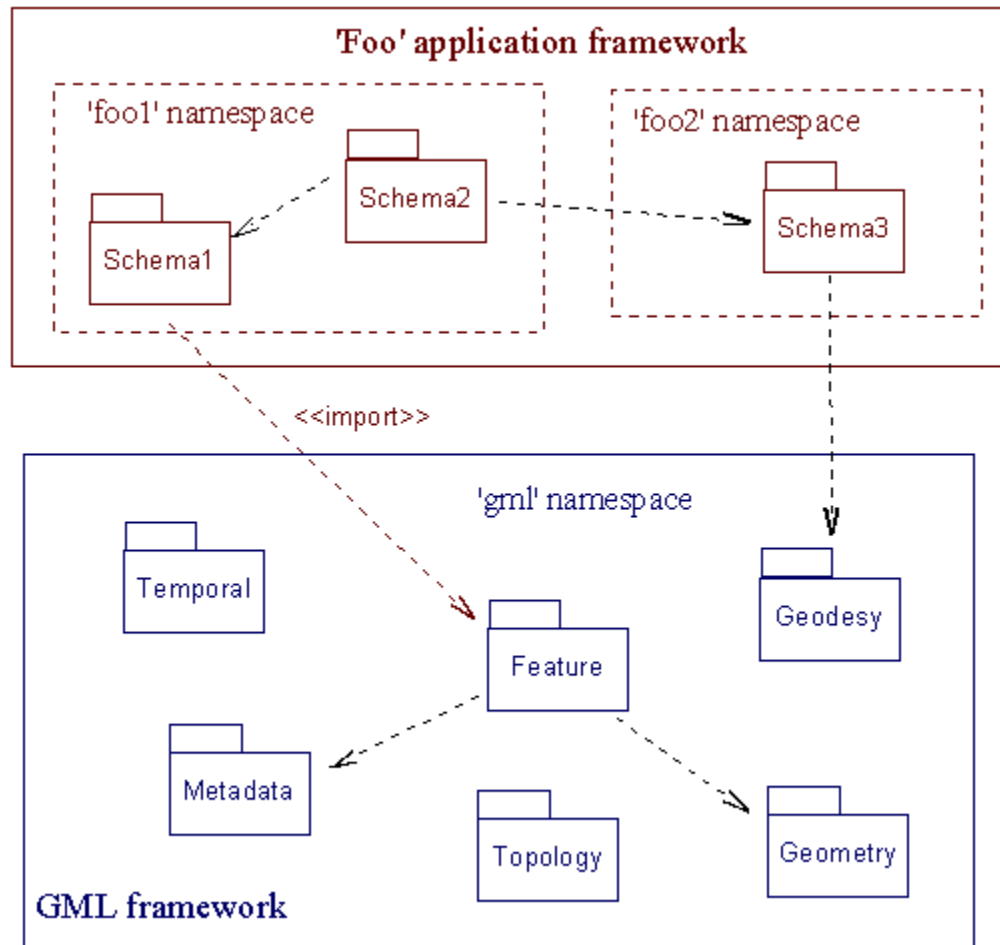 'Foo' application framework
'foo1' namespace
'foo2' namespace
Schema2
Schema3
Schema1
<<import>>
'gml' namespace
Temporal
Geodesy
Feature
Metadata
Topology
Geometry
GML framework